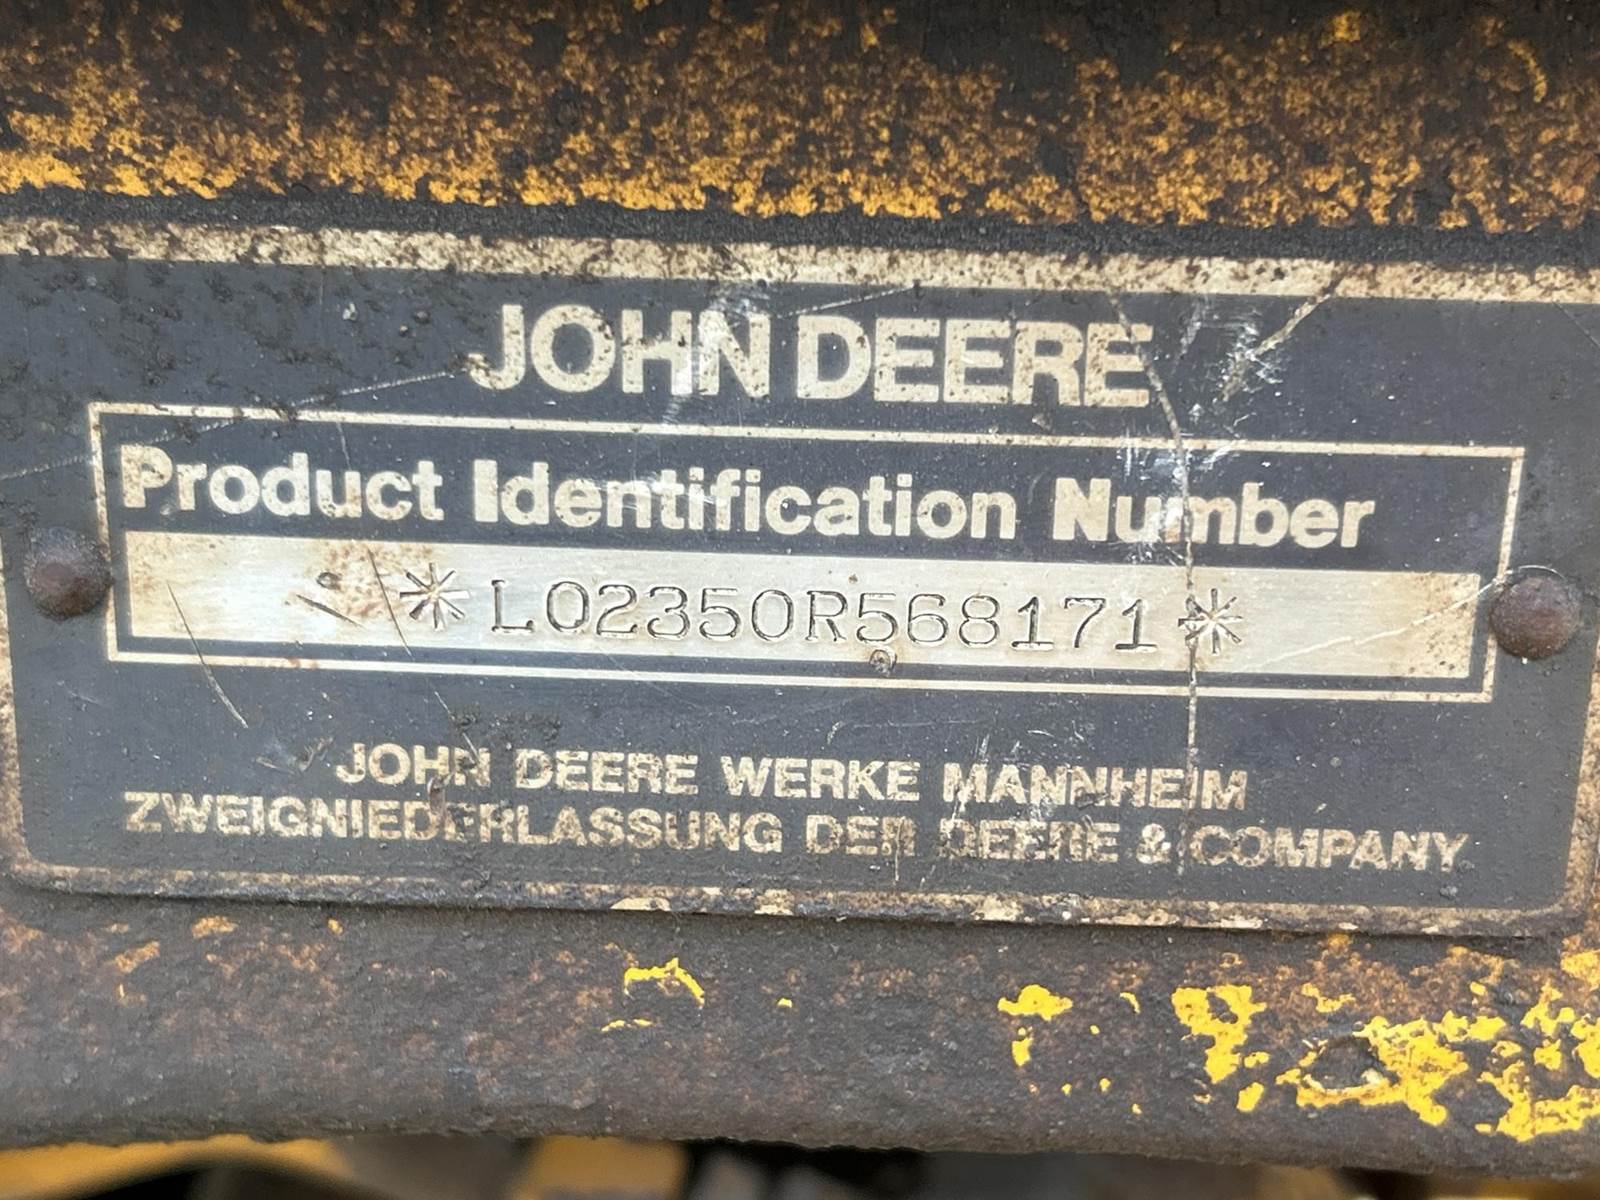 JOHN DEERE
Product Identification Number
*L02350R568171*
JOHN DEERE WERKE MANNHEIM
ZWEIGNIEDERLASSUNG DER DEERE & COMPANY